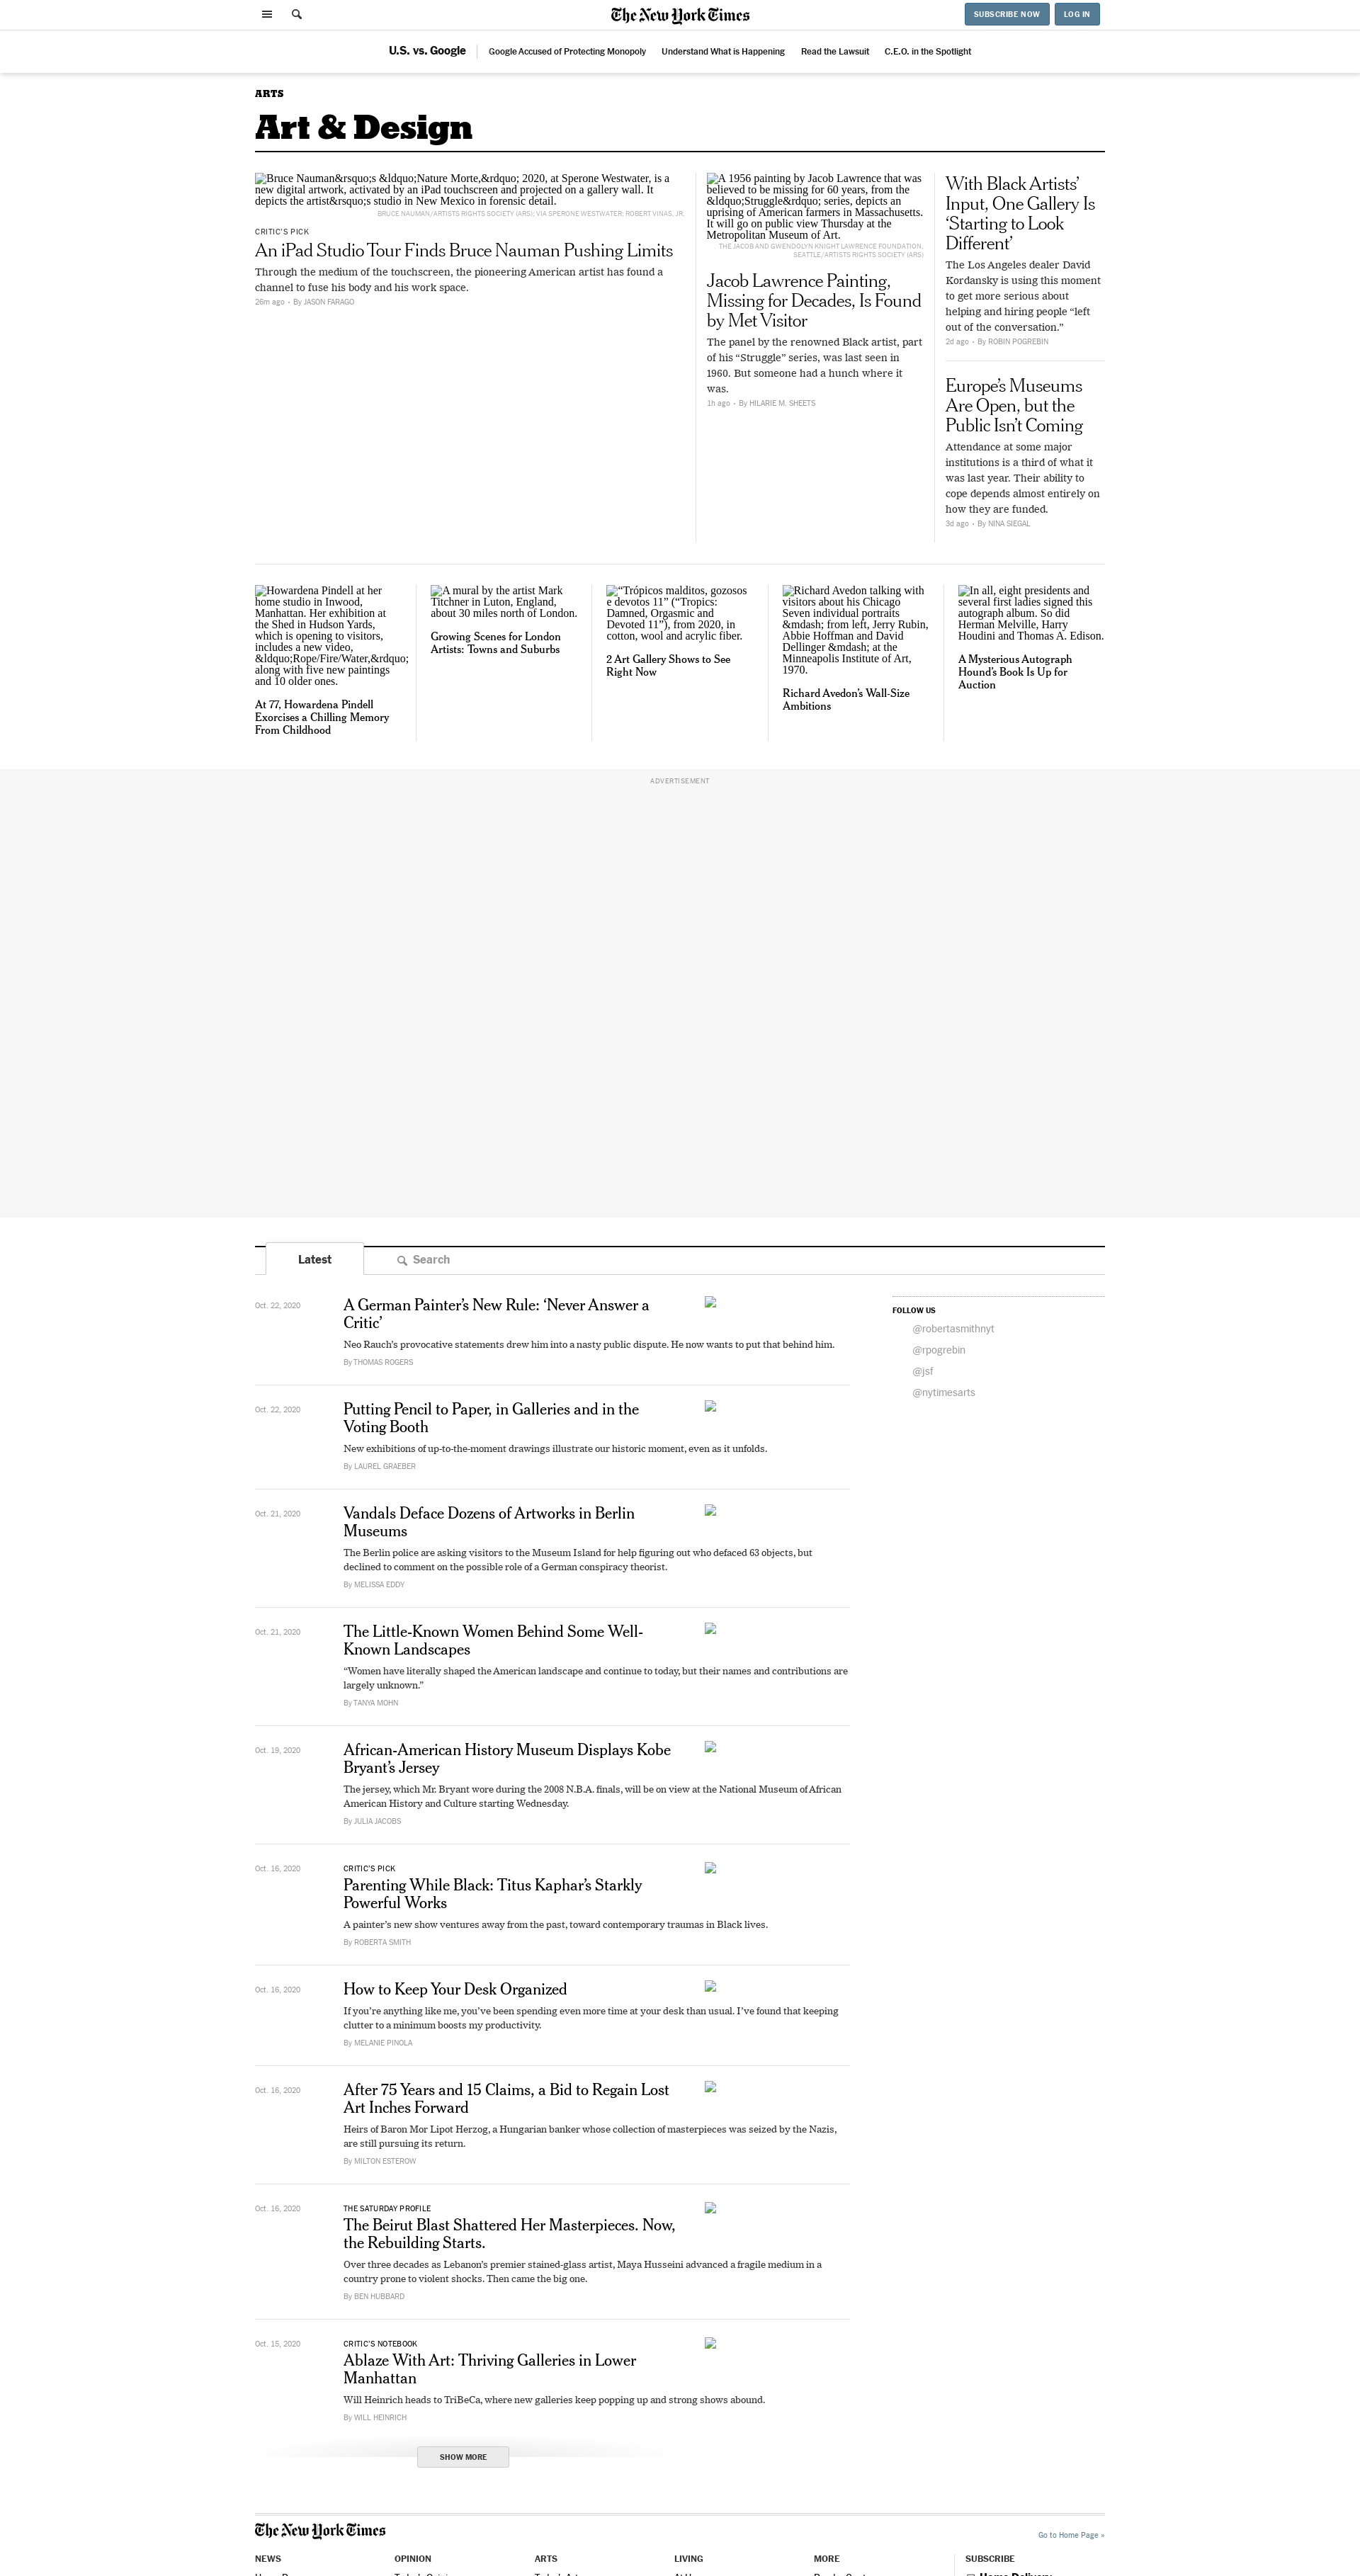 The New York Times
SUBSCRIBE NOW
LOG IN
U.S. vs. Google
Google Accused of Protecting Monopoly
Understand What is Happening
Read the Lawsuit
C.E.O. in the Spotlight
ARTS
Art & Design
Bruce Nauman&rsquo;s &ldquo;Nature Morte,&rdquo; 2020, at Sperone Westwater, is a
new digital artwork, activated by an iPad touchscreen and projected on a gallery wall. It
depicts the artist&rsquo;s studio in New Mexico in forensic detail.
BRUCE NAUMAN/ARTISTS RIGHTS SOCIETY (ARS); VIA SPERONE WESTWATER; ROBERT VINAS, JR.
CRITIC'S PICK
An iPad Studio Tour Finds Bruce Nauman Pushing Limits
Through the medium of the touchscreen, the pioneering American artist has found a
channel to fuse his body and his work space.
26m ago • By JASON FARAGO
A 1956 painting by Jacob Lawrence that was
believed to be missing for 60 years, from the
&ldquo;Struggle&rdquo; series, depicts an
uprising of American farmers in Massachusetts.
It will go on public view Thursday at the
Metropolitan Museum of Art.
THE JACOB AND GWENDOLYN KNIGHT LAWRENCE FOUNDATION,
SEATTLE/ARTISTS RIGHTS SOCIETY (ARS)
Jacob Lawrence Painting,
Missing for Decades, Is Found
by Met Visitor
The panel by the renowned Black artist, part
of his “Struggle” series, was last seen in
1960. But someone had a hunch where it
was.
1h ago • By HILARIE M. SHEETS
With Black Artists’
Input, One Gallery Is
‘Starting to Look
Different’
The Los Angeles dealer David
Kordansky is using this moment
to get more serious about
helping and hiring people “left
out of the conversation.”
2d ago • By ROBIN POGREBIN
Europe’s Museums
Are Open, but the
Public Isn’t Coming
Attendance at some major
institutions is a third of what it
was last year. Their ability to
cope depends almost entirely on
how they are funded.
3d ago • By NINA SIEGAL
Howardena Pindell at her
home studio in Inwood,
Manhattan. Her exhibition at
the Shed in Hudson Yards,
which is opening to visitors,
includes a new video,
&ldquo;Rope/Fire/Water,&rdquo;
along with five new paintings
and 10 older ones.
At 77, Howardena Pindell
Exorcises a Chilling Memory
From Childhood
A mural by the artist Mark
Titchner in Luton, England,
about 30 miles north of London.
Growing Scenes for London
Artists: Towns and Suburbs
“Trópicos malditos, gozosos
e devotos 11” (“Tropics:
Damned, Orgasmic and
Devoted 11”), from 2020, in
cotton, wool and acrylic fiber.
2 Art Gallery Shows to See
Right Now
Richard Avedon talking with
visitors about his Chicago
Seven individual portraits
&mdash; from left, Jerry Rubin,
Abbie Hoffman and David
Dellinger &mdash; at the
Minneapolis Institute of Art,
1970.
Richard Avedon’s Wall-Size
Ambitions
In all, eight presidents and
several first ladies signed this
autograph album. So did
Herman Melville, Harry
Houdini and Thomas A. Edison.
A Mysterious Autograph
Hound’s Book Is Up for
Auction
ADVERTISEMENT
Latest
Search
Oct. 22, 2020
A German Painter’s New Rule: ‘Never Answer a
Critic’
Neo Rauch’s provocative statements drew him into a nasty public dispute. He now wants to put that behind him.
By THOMAS ROGERS
Oct. 22, 2020
Putting Pencil to Paper, in Galleries and in the
Voting Booth
New exhibitions of up-to-the-moment drawings illustrate our historic moment, even as it unfolds.
By LAUREL GRAEBER
Oct. 21, 2020
Vandals Deface Dozens of Artworks in Berlin
Museums
The Berlin police are asking visitors to the Museum Island for help figuring out who defaced 63 objects, but
declined to comment on the possible role of a German conspiracy theorist.
By MELISSA EDDY
Oct. 21, 2020
The Little-Known Women Behind Some Well-
Known Landscapes
“Women have literally shaped the American landscape and continue to today, but their names and contributions are
largely unknown.”
By TANYA MOHN
Oct. 19, 2020
African-American History Museum Displays Kobe
Bryant’s Jersey
The jersey, which Mr. Bryant wore during the 2008 N.B.A. finals, will be on view at the National Museum of African
American History and Culture starting Wednesday.
By JULIA JACOBS
Oct. 16, 2020
CRITIC'S PICK
Parenting While Black: Titus Kaphar’s Starkly
Powerful Works
A painter’s new show ventures away from the past, toward contemporary traumas in Black lives.
By ROBERTA SMITH
Oct. 16, 2020
How to Keep Your Desk Organized
If you’re anything like me, you’ve been spending even more time at your desk than usual. I’ve found that keeping
clutter to a minimum boosts my productivity.
By MELANIE PINOLA
Oct. 16, 2020
After 75 Years and 15 Claims, a Bid to Regain Lost
Art Inches Forward
Heirs of Baron Mor Lipot Herzog, a Hungarian banker whose collection of masterpieces was seized by the Nazis,
are still pursuing its return.
By MILTON ESTEROW
Oct. 16, 2020
THE SATURDAY PROFILE
The Beirut Blast Shattered Her Masterpieces. Now,
the Rebuilding Starts.
Over three decades as Lebanon’s premier stained-glass artist, Maya Husseini advanced a fragile medium in a
country prone to violent shocks. Then came the big one.
By BEN HUBBARD
Oct. 15, 2020
CRITIC'S NOTEBOOK
Ablaze With Art: Thriving Galleries in Lower
Manhattan
Will Heinrich heads to TriBeCa, where new galleries keep popping up and strong shows abound.
By WILL HEINRICH
SHOW MORE
FOLLOW US
@robertasmithnyt
@rpogrebin
@jsf
@nytimesarts
The New York Times
Go to Home Page »
NEWS
OPINION
ARTS
LIVING
MORE
SUBSCRIBE